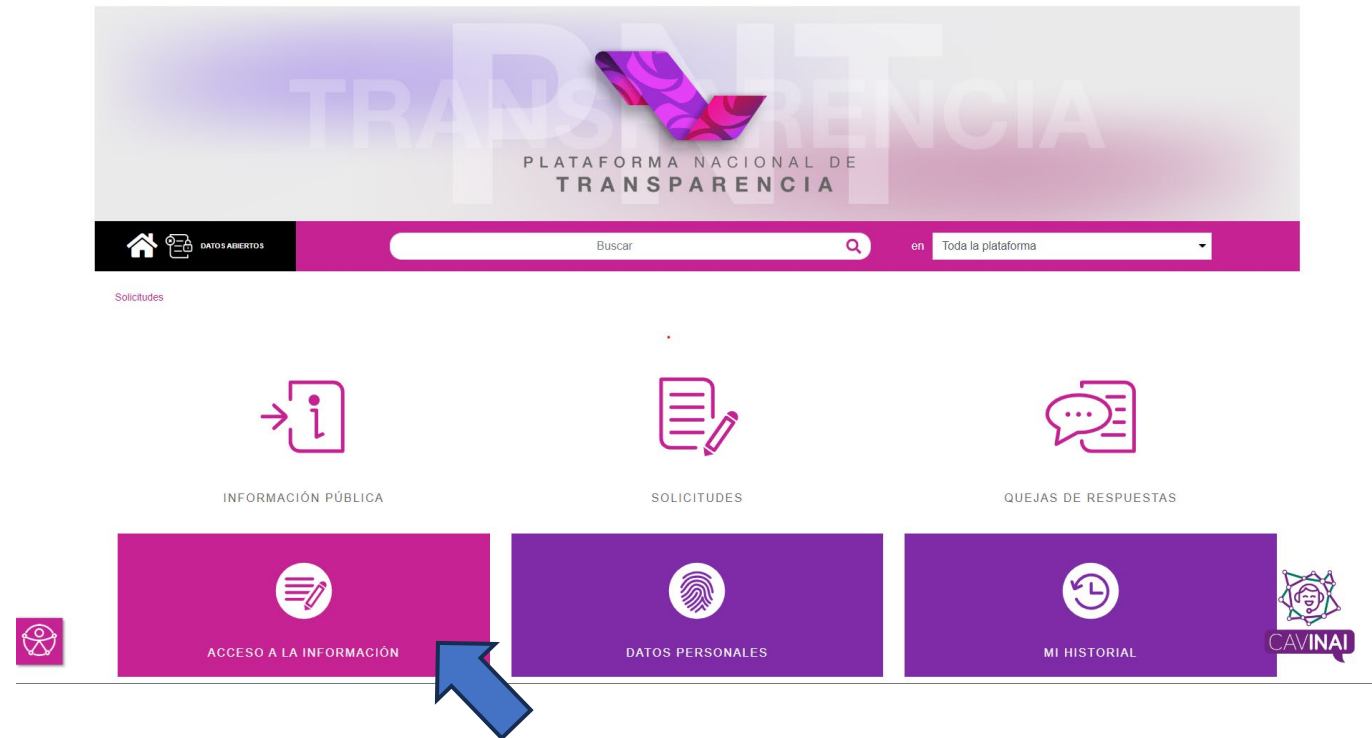 PNT
TRANSPARENCIA
PLATAFORMA NACIONAL DE
TRANSPARENCIA
DATOS ABIERTOS
Buscar
en
Toda la plataforma
Solicitudes
INFORMACIÓN PÚBLICA
SOLICITUDES
QUEJAS DE RESPUESTAS
ACCESO A LA INFORMACIÓN
DATOS PERSONALES
MI HISTORIAL
CAVINAI